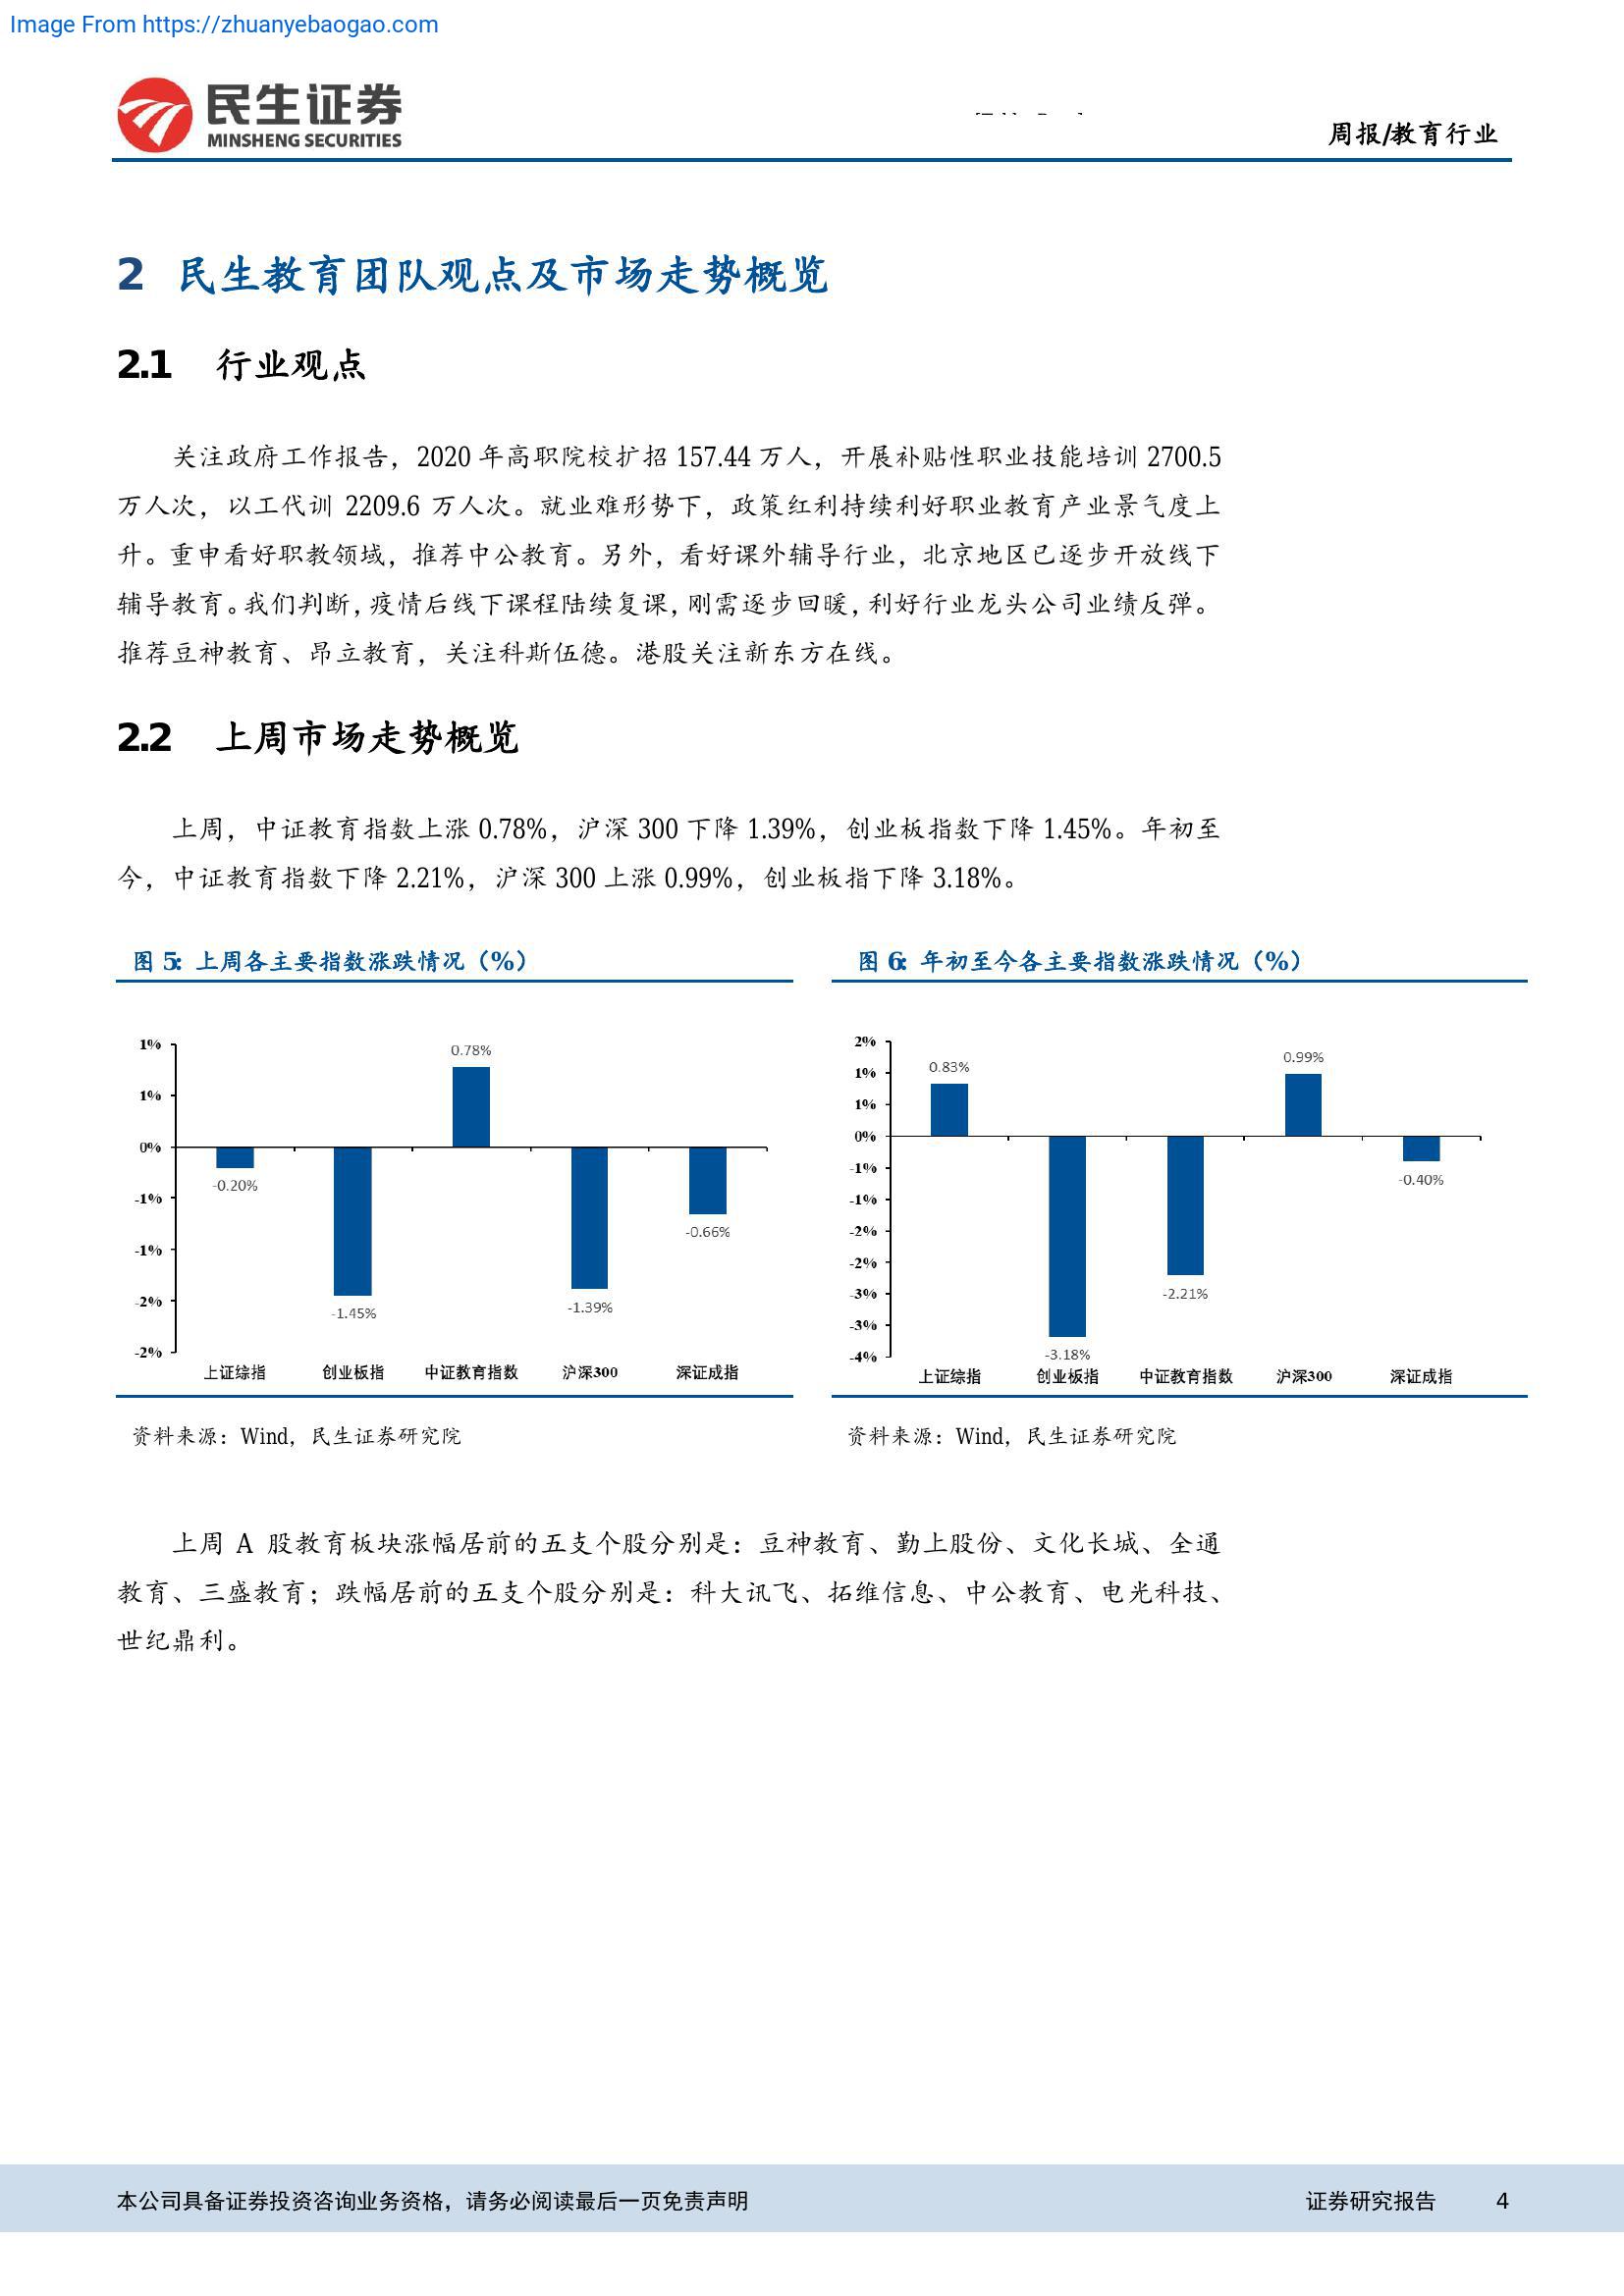 Image From https://zhuanyebaogao.com
民生证券
MINSHENG SECURITIES
周报/教育行业
2 民生教育团队观点及市场走势概览
2.1 行业观点
关注政府工作报告，2020 年高职院校扩招 157.44 万人，开展补贴性职业技能培训 2700.5
万人次，以工代训 2209.6 万人次。就业难形势下，政策红利持续利好职业教育产业景气度上
升。重申看好职教领域，推荐中公教育。另外，看好课外辅导行业，北京地区已逐步开放线下
辅导教育。我们判断，疫情后线下课程陆续复课，刚需逐步回暖，利好行业龙头公司业绩反弹。
推荐豆神教育、昂立教育，关注科斯伍德。港股关注新东方在线。
2.2 上周市场走势概览
上周，中证教育指数上涨 0.78%，沪深 300 下降 1.39%，创业板指数下降 1.45%。年初至
今，中证教育指数下降 2.21%，沪深 300 上涨 0.99%，创业板指下降 3.18%。
图 5：上周各主要指数涨跌情况（%）
1%
1%
0%
-1%
-1%
-2%
-2%
-0.20%
-1.45%
0.78%
-1.39%
-0.66%
上证综指 创业板指 中证教育指数 沪深300 深证成指
资料来源：Wind，民生证券研究院
图 6：年初至今各主要指数涨跌情况（%）
2%
1%
1%
0%
-1%
-1%
-2%
-2%
-3%
-3%
-4%
0.83%
-3.18%
-2.21%
0.99%
-0.40%
上证综指 创业板指 中证教育指数 沪深300 深证成指
资料来源：Wind，民生证券研究院
上周 A 股教育板块涨幅居前的五支个股分别是：豆神教育、勤上股份、文化长城、全通
教育、三盛教育；跌幅居前的五支个股分别是：科大讯飞、拓维信息、中公教育、电光科技、
世纪鼎利。
本公司具备证券投资咨询业务资格，请务必阅读最后一页免责声明
证券研究报告 4